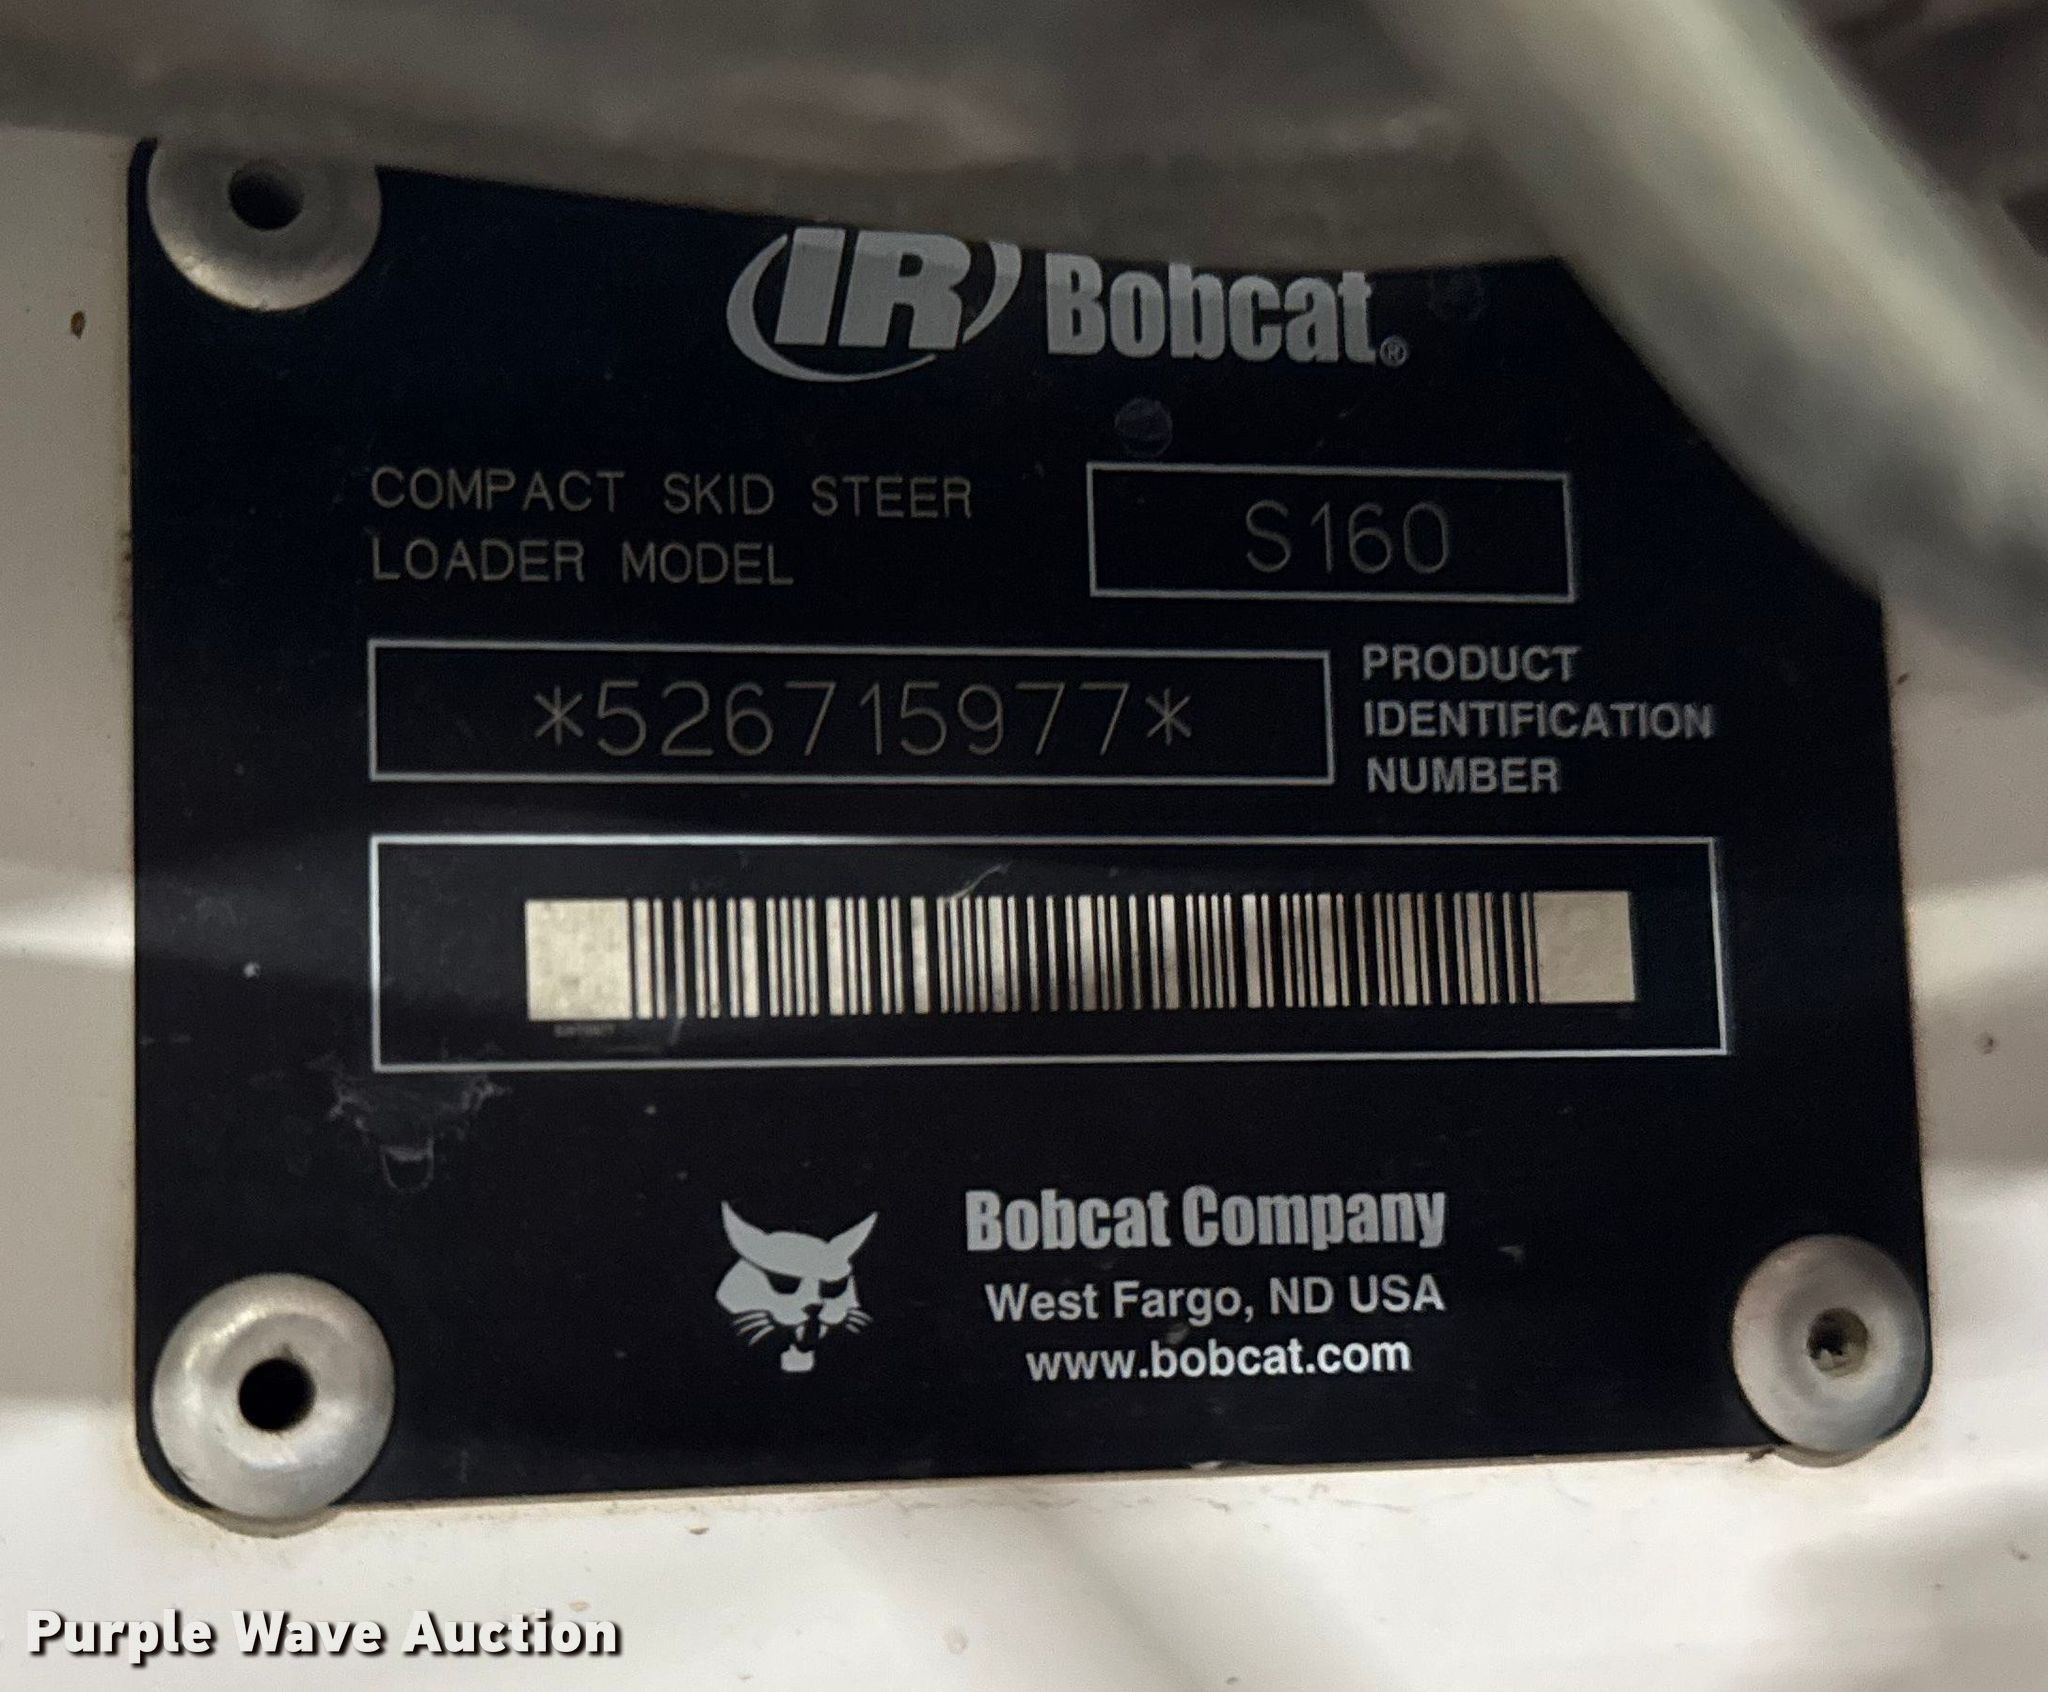 IR Bobcat®
COMPACT SKID STEER
LOADER MODEL
S160
*526715977*
PRODUCT
IDENTIFICATION
NUMBER
Bobcat Company
West Fargo, ND USA
www.bobcat.com
Purple Wave Auction